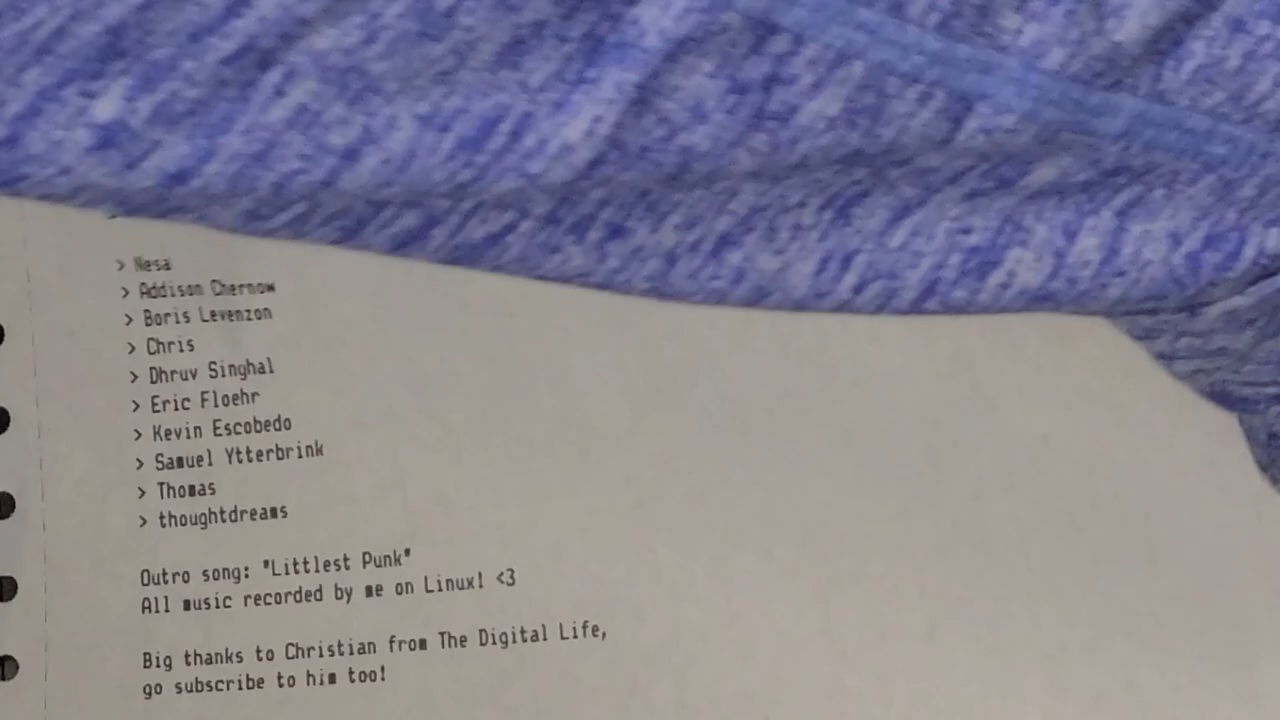 > Nesa
> Addison Chernow
> Boris Levenzon
> Chris
> Dhruv Singhal
> Eric Floehr
> Kevin Escobedo
> Samuel Ytterbrink
> Thomas
> thoughtdreams
Outro song: "Littlest Punk"
All music recorded by me on Linux! <3
Big thanks to Christian from The Digital Life,
go subscribe to him too!